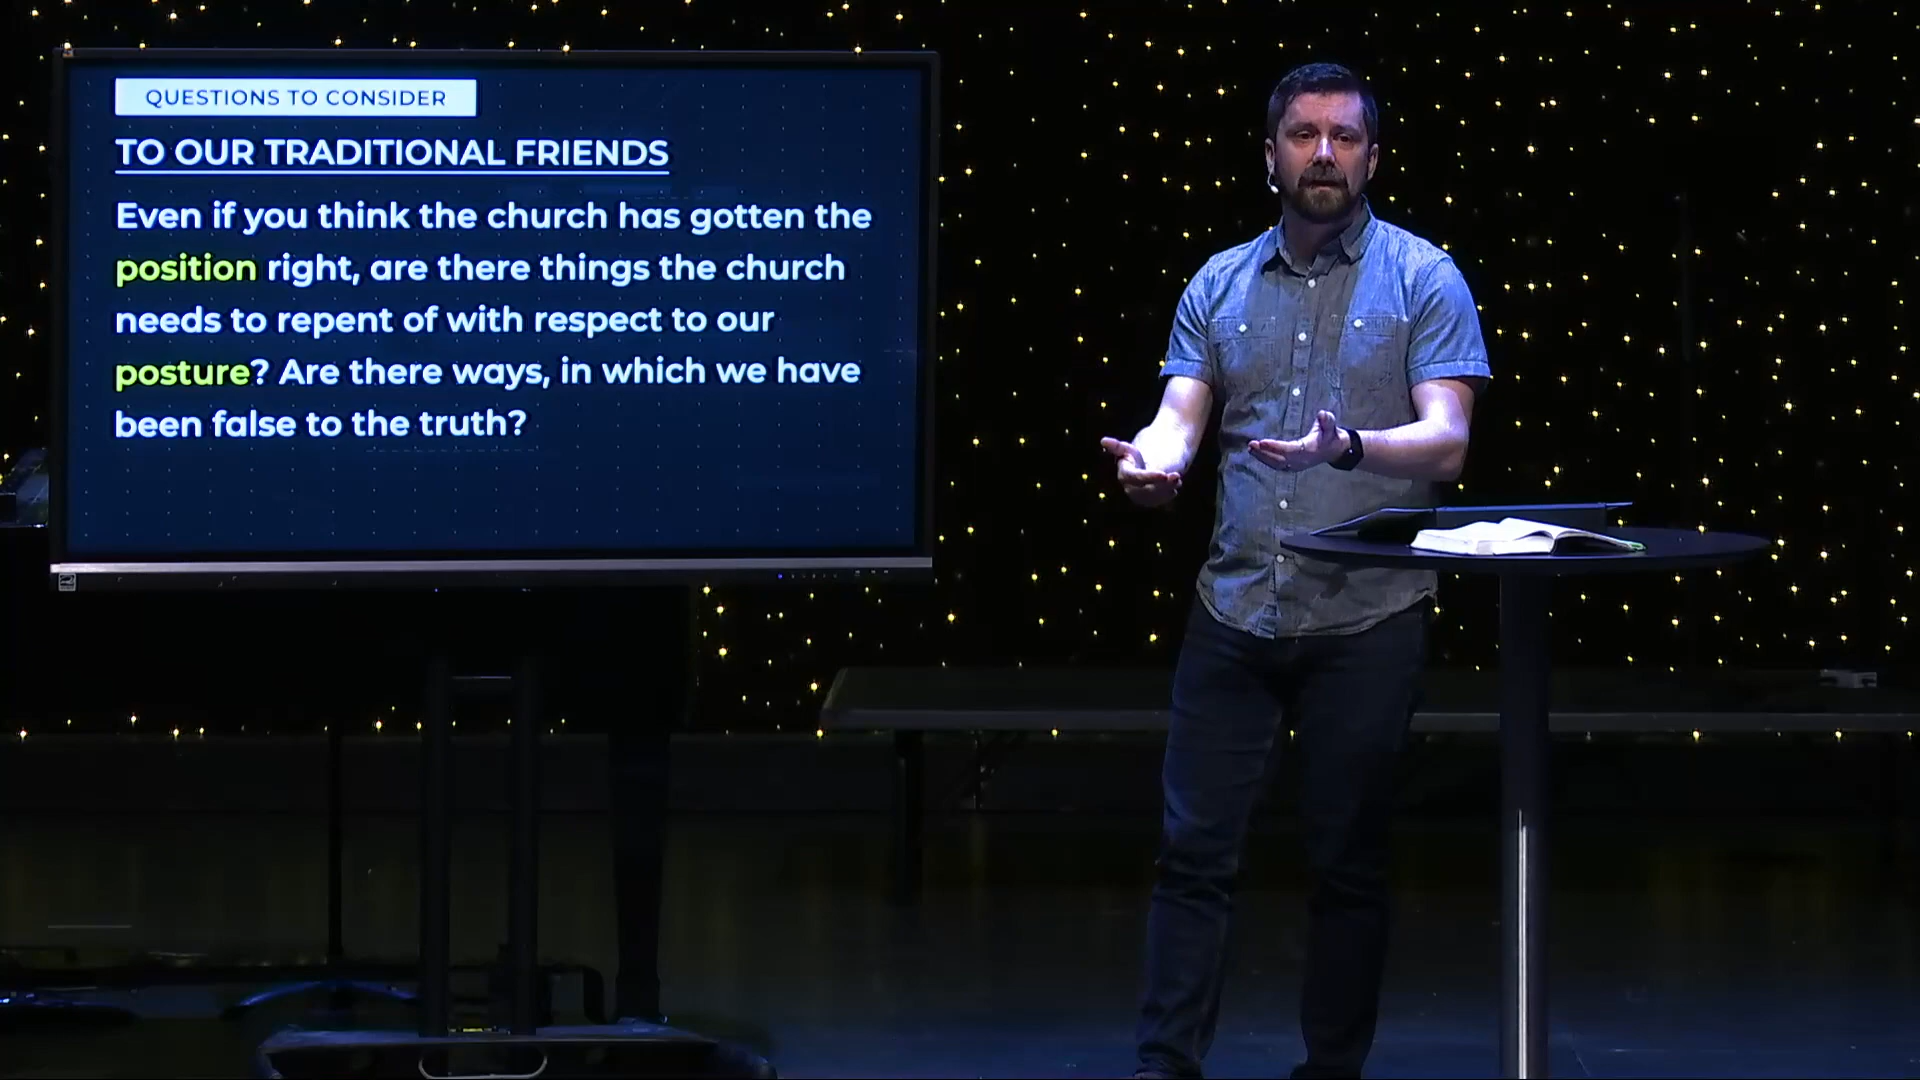 QUESTIONS TO CONSIDER
TO OUR TRADITIONAL FRIENDS
Even if you think the church has gotten the
position right, are there things the church
needs to repent of with respect to our
posture? Are there ways, in which we have
been false to the truth?